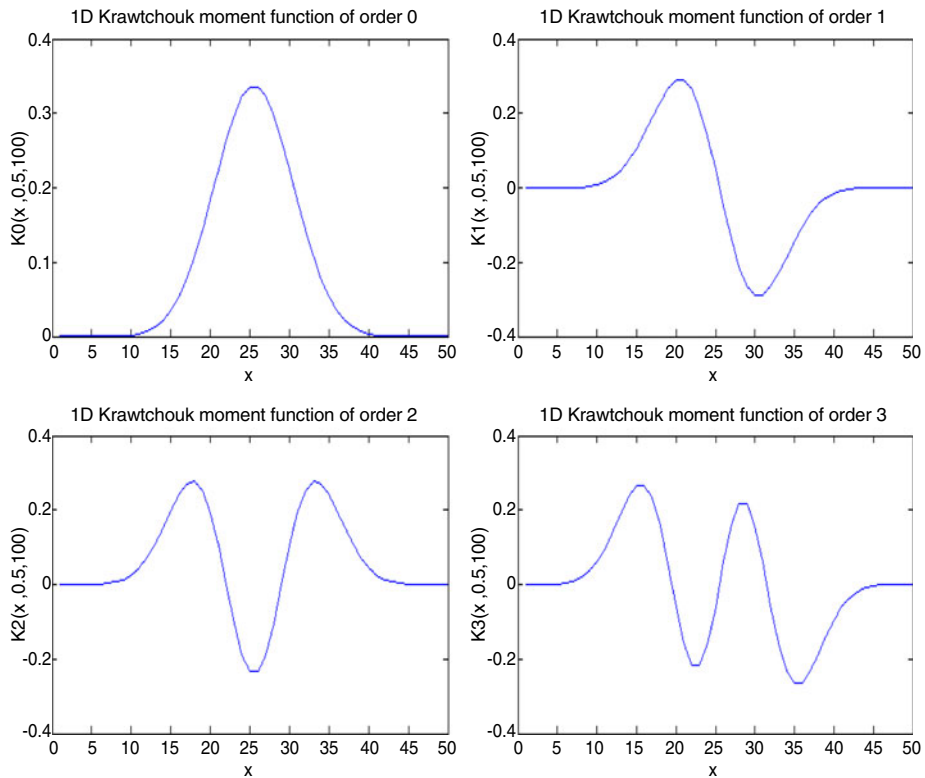 1D Krawtchouk moment function of order 0
0.4
0.3
0.2
0.1
0
K0(x ,0.5,100)
0 5 10 15 20 25 30 35 40 45 50
x
1D Krawtchouk moment function of order 1
0.4
0.2
0
-0.2
-0.4
K1(x ,0.5,100)
0 5 10 15 20 25 30 35 40 45 50
x
1D Krawtchouk moment function of order 2
0.4
0.2
0
-0.2
-0.4
K2(x ,0.5,100)
0 5 10 15 20 25 30 35 40 45 50
x
1D Krawtchouk moment function of order 3
0.4
0.2
0
-0.2
-0.4
K3(x ,0.5,100)
0 5 10 15 20 25 30 35 40 45 50
x